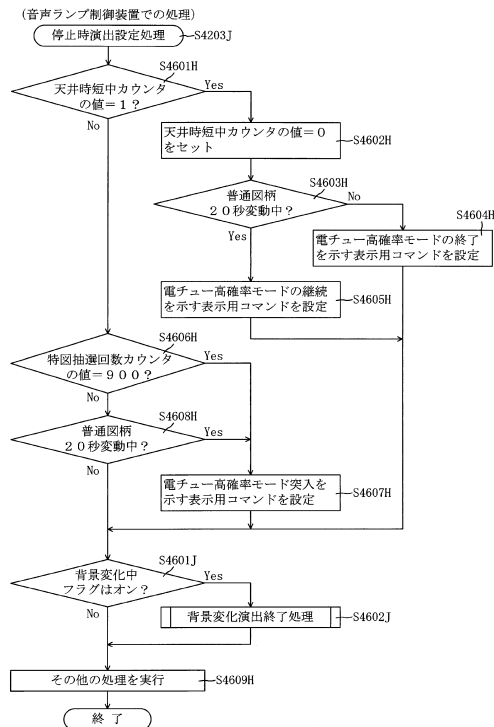 (音声ランプ制御装置での処理)
停止時演出設定処理
S4203J
S4601H
天井時短中カウンタ
の値=1?
Yes
No
天井時短中カウンタの値=0
をセット
S4602H
S4603H
普通図柄
20秒変動中?
No
Yes
S4604H
電チュー高確率モードの終了
を示す表示用コマンドを設定
電チュー高確率モードの継続
を示す表示用コマンドを設定
S4605H
S4606H
特図抽選回数カウンタ
の値=900?
Yes
No
S4608H
普通図柄
20秒変動中?
Yes
No
電チュー高確率モード突入を
示す表示用コマンドを設定
S4607H
S4601J
背景変化中
フラグはオン?
Yes
No
背景変化演出終了処理
S4602J
その他の処理を実行
S4609H
終了